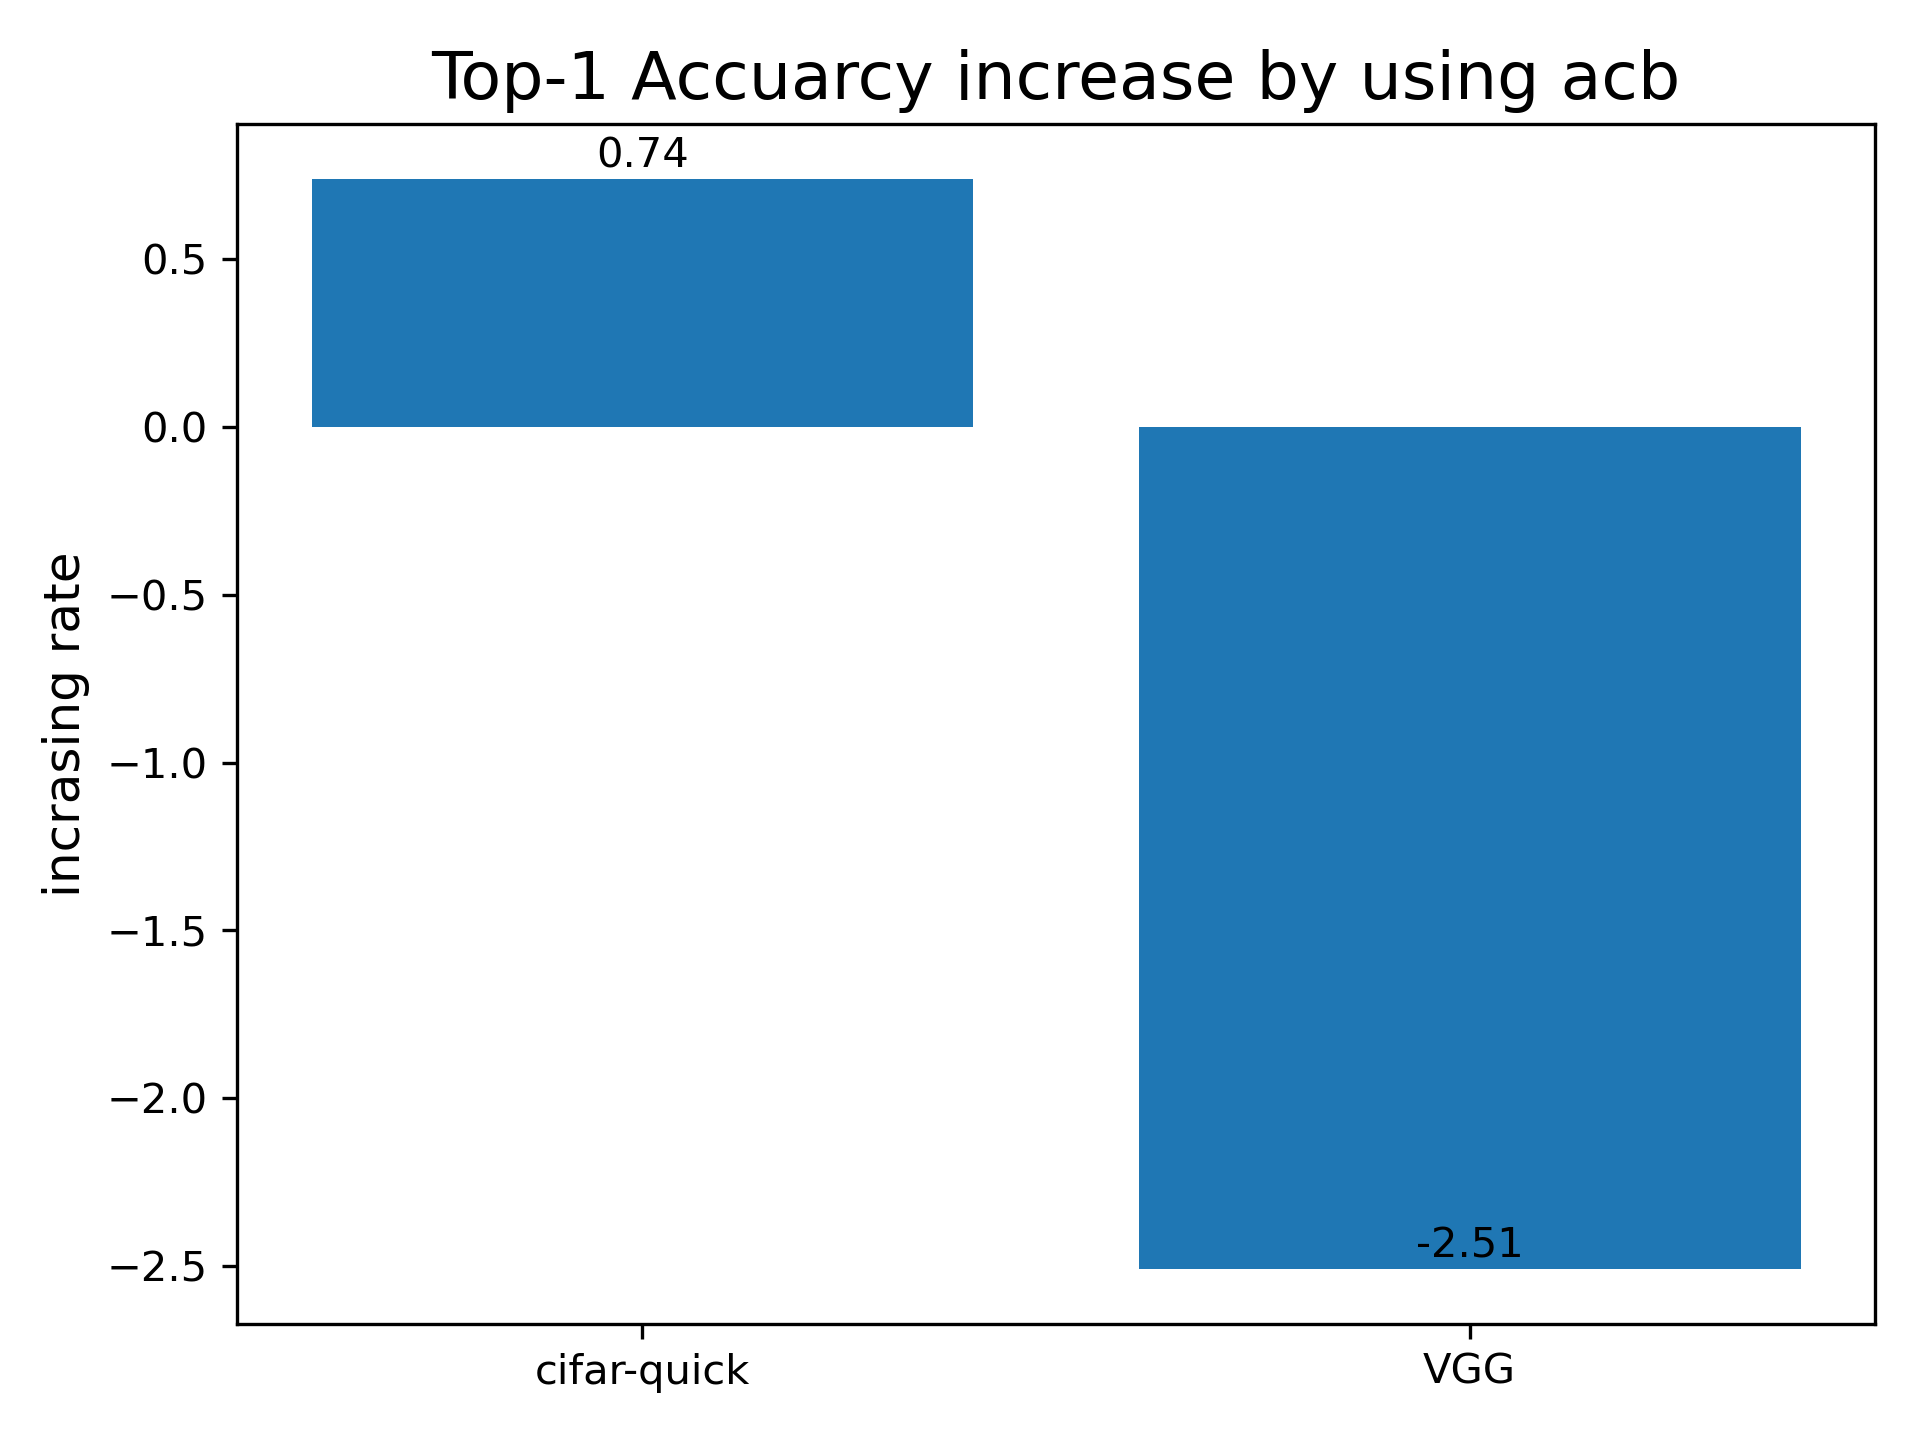 Top-1 Accuarcy increase by using acb
0.74
0.5
0.0
−0.5
−1.0
−1.5
−2.0
−2.5
incrasing rate
-2.51
cifar-quick
VGG